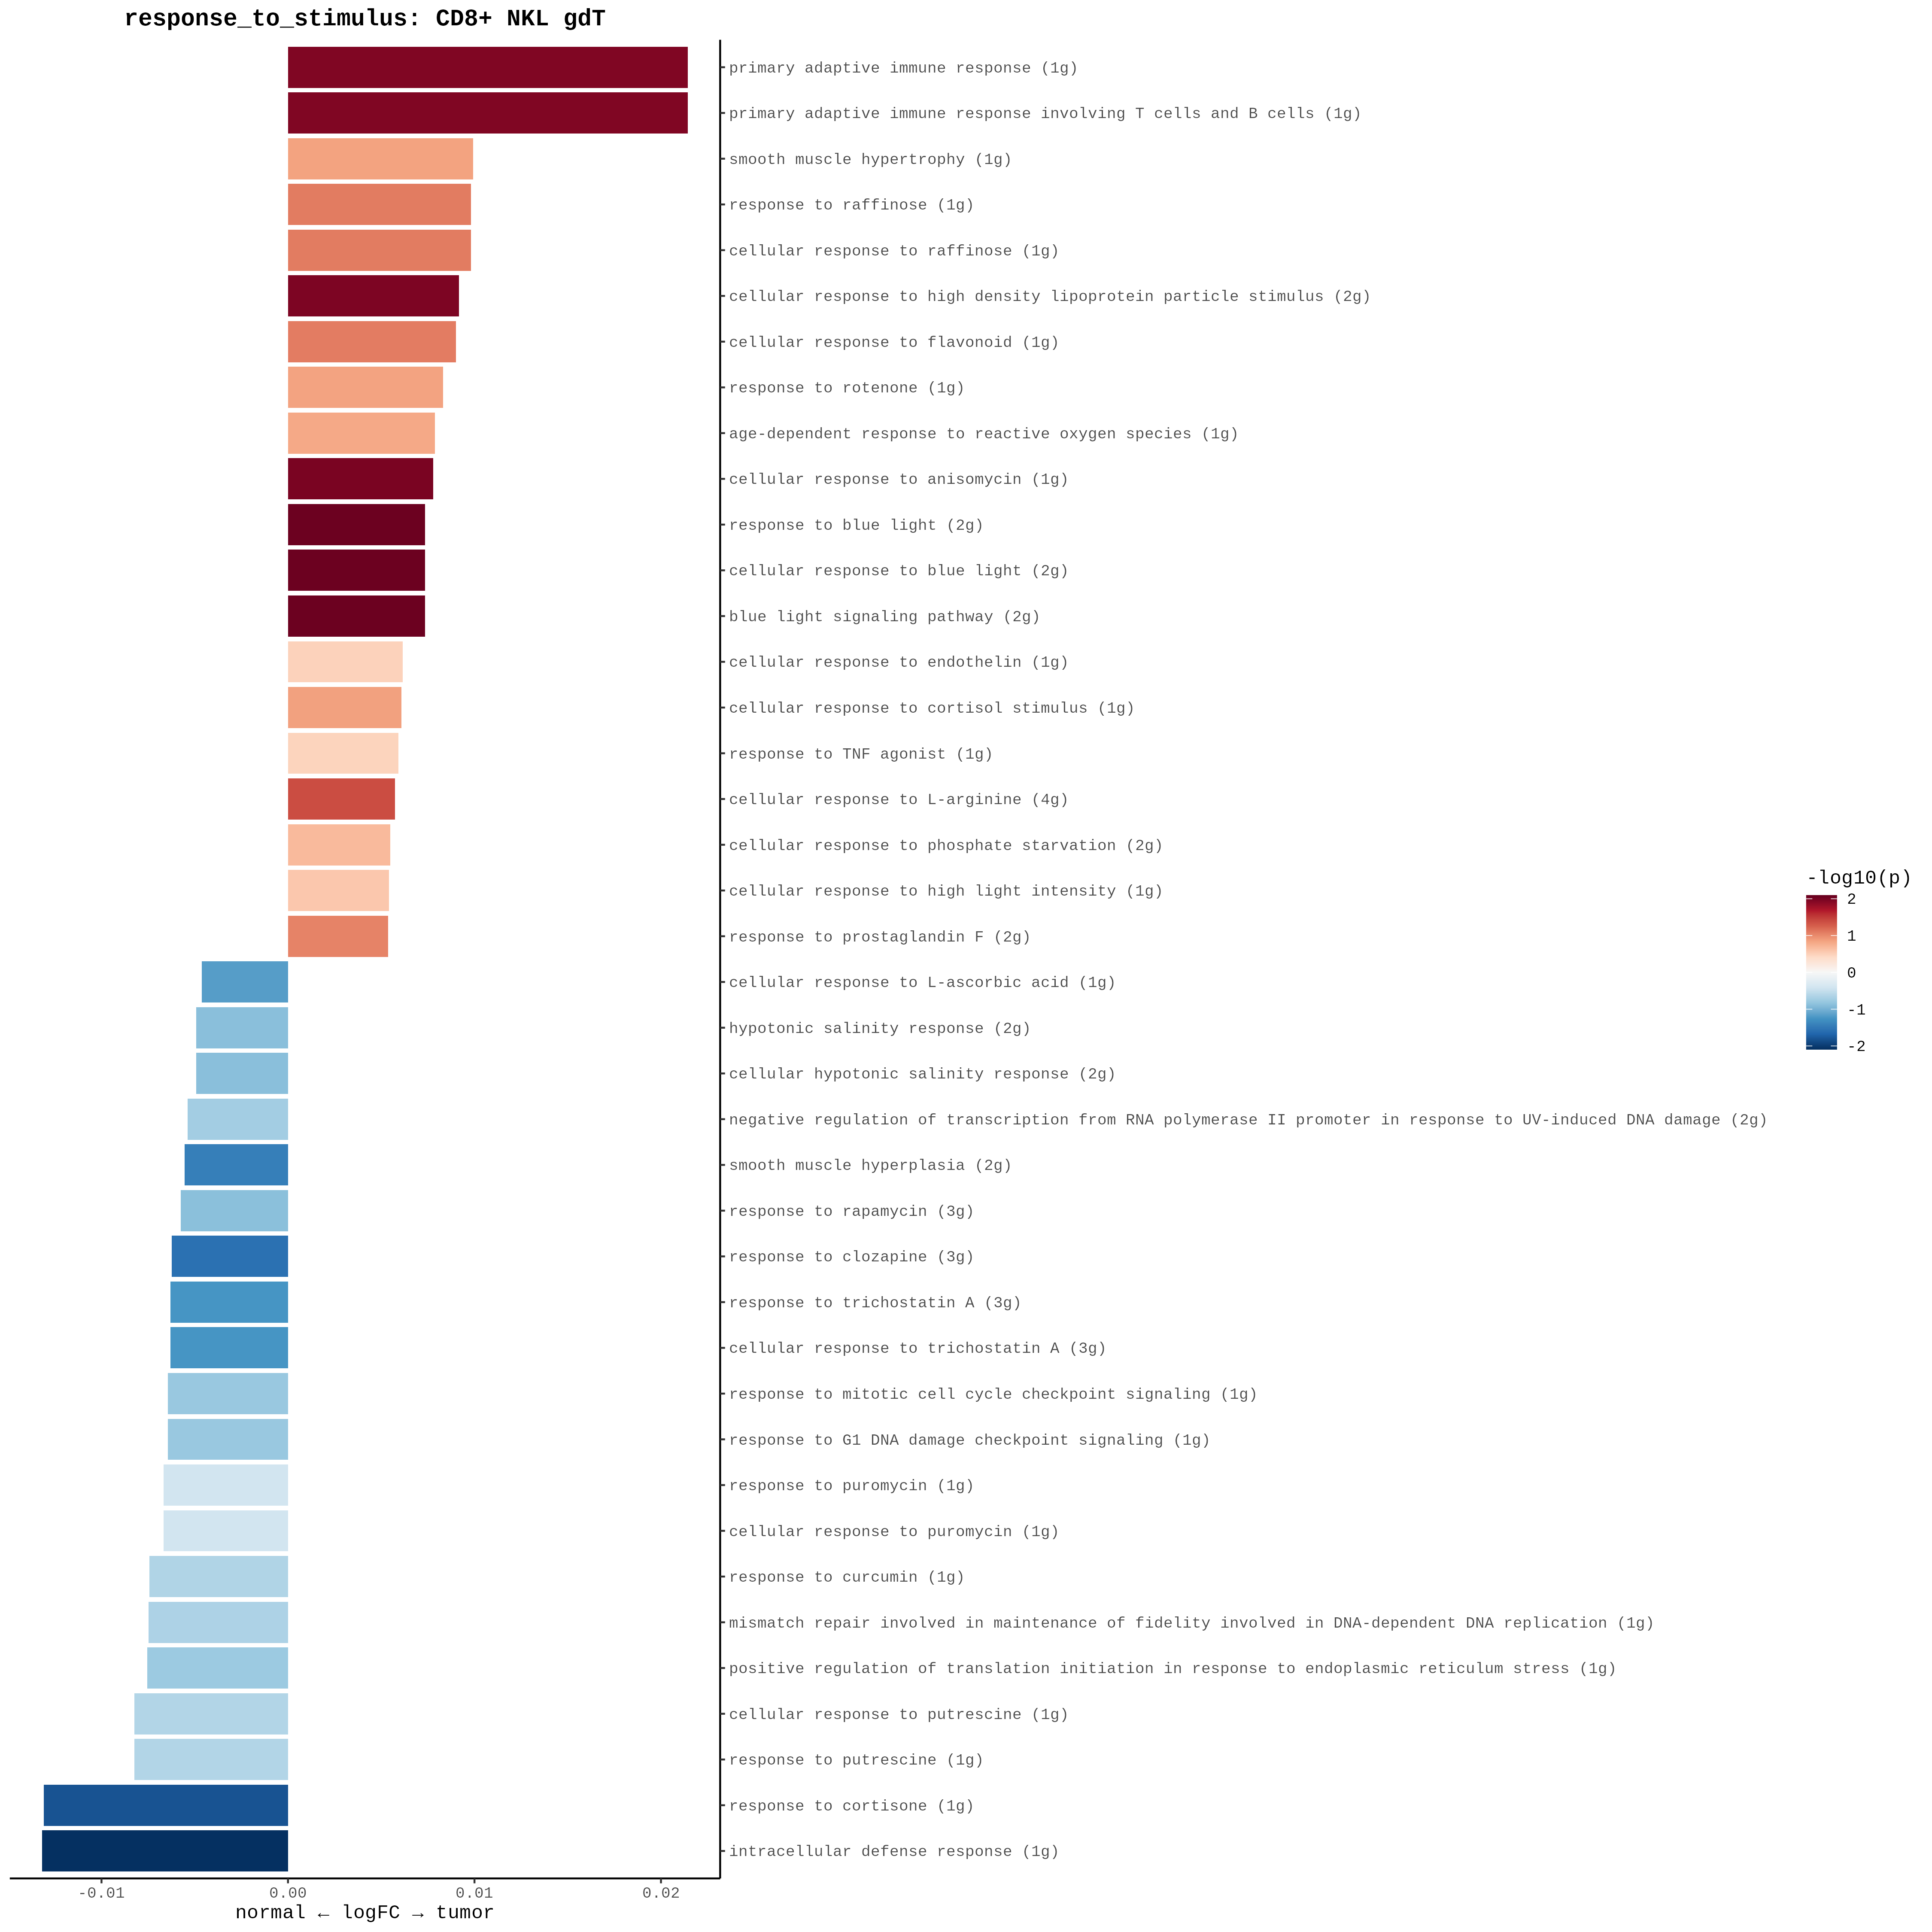 response_to_stimulus: CD8+ NKL gdT
primary adaptive immune response (1g)
primary adaptive immune response involving T cells and B cells (1g)
smooth muscle hypertrophy (1g)
response to raffinose (1g)
cellular response to raffinose (1g)
cellular response to high density lipoprotein particle stimulus (2g)
cellular response to flavonoid (1g)
response to rotenone (1g)
age-dependent response to reactive oxygen species (1g)
cellular response to anisomycin (1g)
response to blue light (2g)
cellular response to blue light (2g)
blue light signaling pathway (2g)
cellular response to endothelin (1g)
cellular response to cortisol stimulus (1g)
response to TNF agonist (1g)
cellular response to L-arginine (4g)
cellular response to phosphate starvation (2g)
cellular response to high light intensity (1g)
response to prostaglandin F (2g)
cellular response to L-ascorbic acid (1g)
hypotonic salinity response (2g)
cellular hypotonic salinity response (2g)
negative regulation of transcription from RNA polymerase II promoter in response to UV-induced DNA damage (2g)
smooth muscle hyperplasia (2g)
response to rapamycin (3g)
response to clozapine (3g)
response to trichostatin A (3g)
cellular response to trichostatin A (3g)
response to mitotic cell cycle checkpoint signaling (1g)
response to G1 DNA damage checkpoint signaling (1g)
response to puromycin (1g)
cellular response to puromycin (1g)
response to curcumin (1g)
mismatch repair involved in maintenance of fidelity involved in DNA-dependent DNA replication (1g)
positive regulation of translation initiation in response to endoplasmic reticulum stress (1g)
cellular response to putrescine (1g)
response to putrescine (1g)
response to cortisone (1g)
intracellular defense response (1g)
-0.01 0.00 0.01 0.02
normal ← logFC → tumor
-log10(p)
2
1
0
-1
-2